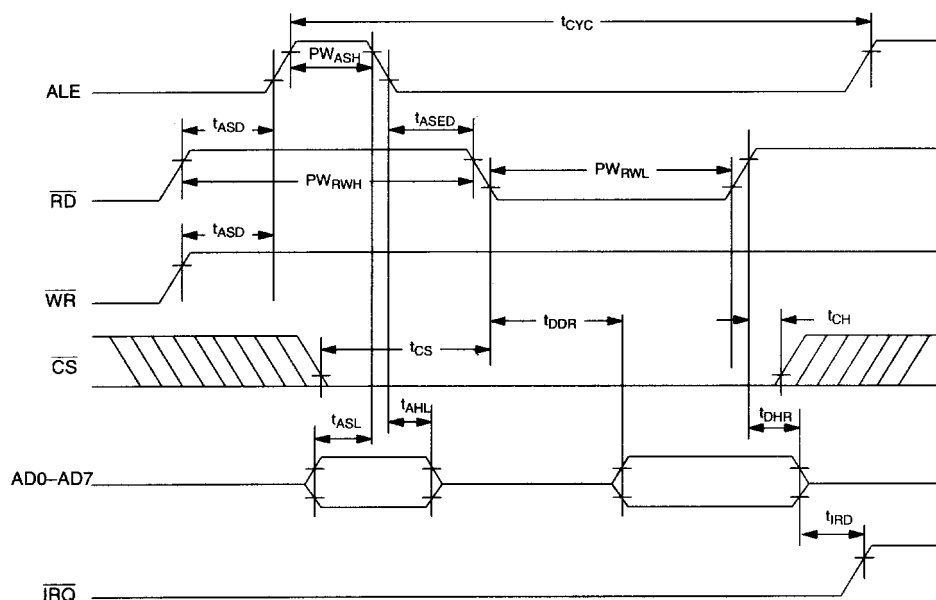 tCYC
PWASH
ALE
tASD
tASED
PWRWH
PWRWL
RD
tASD
WR
tDDR
tCH
tCS
CS
tASL
tAHL
tDHR
AD0–AD7
tIRD
IRQ